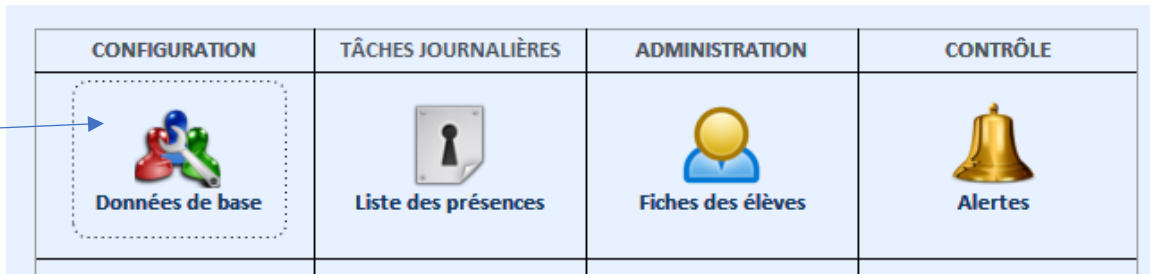 CONFIGURATION
TÂCHES JOURNALIÈRES
ADMINISTRATION
CONTRÔLE
Données de base
Liste des présences
Fiches des élèves
Alertes